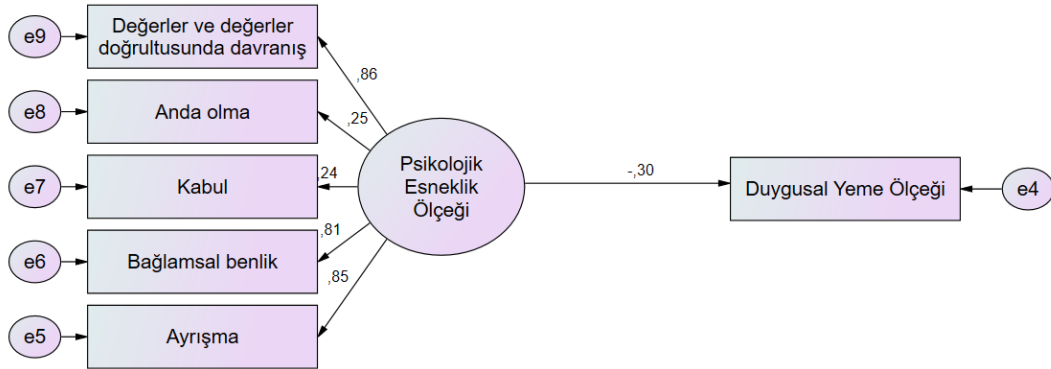 e9
Değerler ve değerler
doğrultusunda davranış
,86
e8
Anda olma
,25
e7
Kabul
,24
Psikolojik
Esneklik
Ölçeği
-,30
Duygusal Yeme Ölçeği
e4
e6
Bağlamsal benlik
,81
e5
Ayrışma
,85